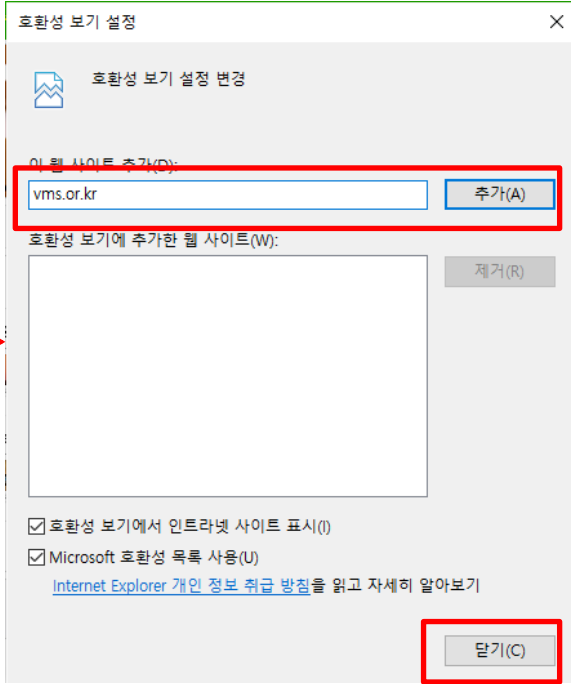 호환성 보기 설정
호환성 보기 설정 변경
이 웹 사이트 추가(D):
vms.or.kr
추가(A)
호환성 보기에 추가한 웹 사이트(W):
제거(R)
호환성 보기에서 인트라넷 사이트 표시(I)
Microsoft 호환성 목록 사용(U)
Internet Explorer 개인 정보 취급 방침을 읽고 자세히 알아보기
닫기(C)